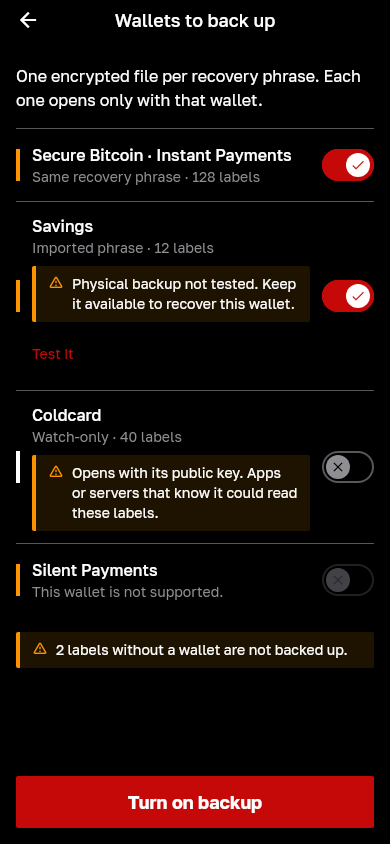 Wallets to back up
One encrypted file per recovery phrase. Each
one opens only with that wallet.
Secure Bitcoin · Instant Payments
Same recovery phrase · 128 labels
Savings
Imported phrase · 12 labels
Physical backup not tested. Keep
it available to recover this wallet.
Test It
Coldcard
Watch-only · 40 labels
Opens with its public key. Apps
or servers that know it could read
these labels.
Silent Payments
This wallet is not supported.
2 labels without a wallet are not backed up.
Turn on backup